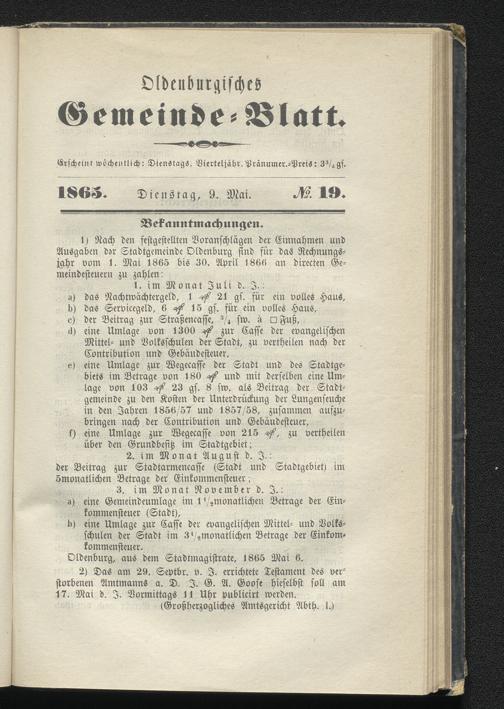 Oldenburgisches
Gemeinde-Blatt.
Erscheint wöchentlich: Dienstags. Vierteljähr. Pränumer.-Preis: 3³/₄ gs.
1865. Dienstag, 9. Mai. № 19.
Bekanntmachungen.
1) Nach den festgestellten Voranschlägen der Einnahmen und
Ausgaben der Stadtgemeinde Oldenburg sind für das Rechnungs-
jahr vom 1. Mai 1865 bis 30. April 1866 an directen Ge-
meindesteuern zu zahlen:
1. im Monat Juli d. J.:
a) das Nachtwächtergeld, 1 ₰ 21 gs. für ein volles Haus,
b) das Servicegeld, 6 ₰ 15 gs. für ein volles Haus,
c) der Beitrag zur Straßencasse, ³/₄ sw. à □Fuß,
d) eine Umlage von 1300 ₰ zur Casse der evangelischen
Mittel- und Volksschulen der Stadt, zu vertheilen nach der
Contribution und Gebäudesteuer,
e) eine Umlage zur Wegecasse der Stadt und des Stadtge-
biets im Betrage von 180 ₰ und mit derselben eine Um-
lage von 103 ₰ 23 gs. 8 sw. als Beitrag der Stadt-
gemeinde zu den Kosten der Unterdrückung der Lungenseuche
in den Jahren 1856/57 und 1857/58, zusammen aufzu-
bringen nach der Contribution und Gebäudesteuer,
f) eine Umlage zur Wegecasse von 215 ₰, zu vertheilen
über den Grundbesitz im Stadtgebiet;
2. im Monat August d. J.:
der Beitrag zur Stadtarmencasse (Stadt und Stadtgebiet) im
5monatlichen Betrage der Einkommensteuer;
3. im Monat November d. J.:
a) eine Gemeindeumlage im 1¹/₂monatlichen Betrage der Ein-
kommensteuer (Stadt),
b) eine Umlage zur Casse der evangelischen Mittel- und Volks-
schulen der Stadt im 3¹/₂monatlichen Betrage der Einkom-
kommensteuer.
Oldenburg, aus dem Stadtmagistrate, 1865 Mai 6.
2) Das am 29. Septbr. v. J. errichtete Testament des ver-
storbenen Amtmanns a. D. J. G. A. Goose hieselbst soll am
17. Mai d. J. Vormittags 11 Uhr publicirt werden.
(Großherzogliches Amtsgericht Abth. I.)